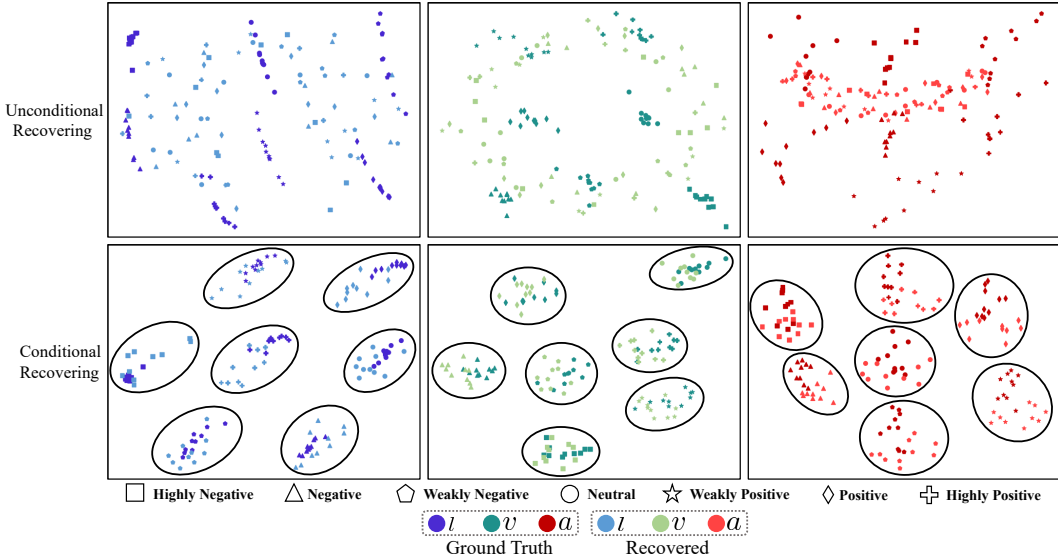 Unconditional
Recovering
Conditional
Recovering
Highly Negative Negative Weakly Negative Neutral Weakly Positive Positive Highly Positive
l v a l v a
Ground Truth Recovered